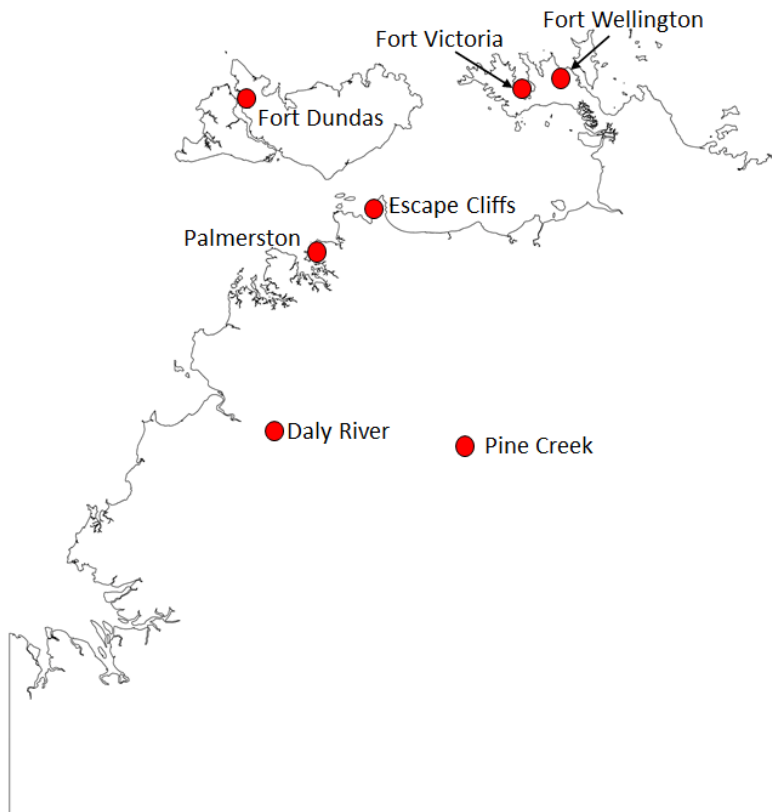 Fort Wellington
Fort Victoria
Fort Dundas
Escape Cliffs
Palmerston
Daly River
Pine Creek